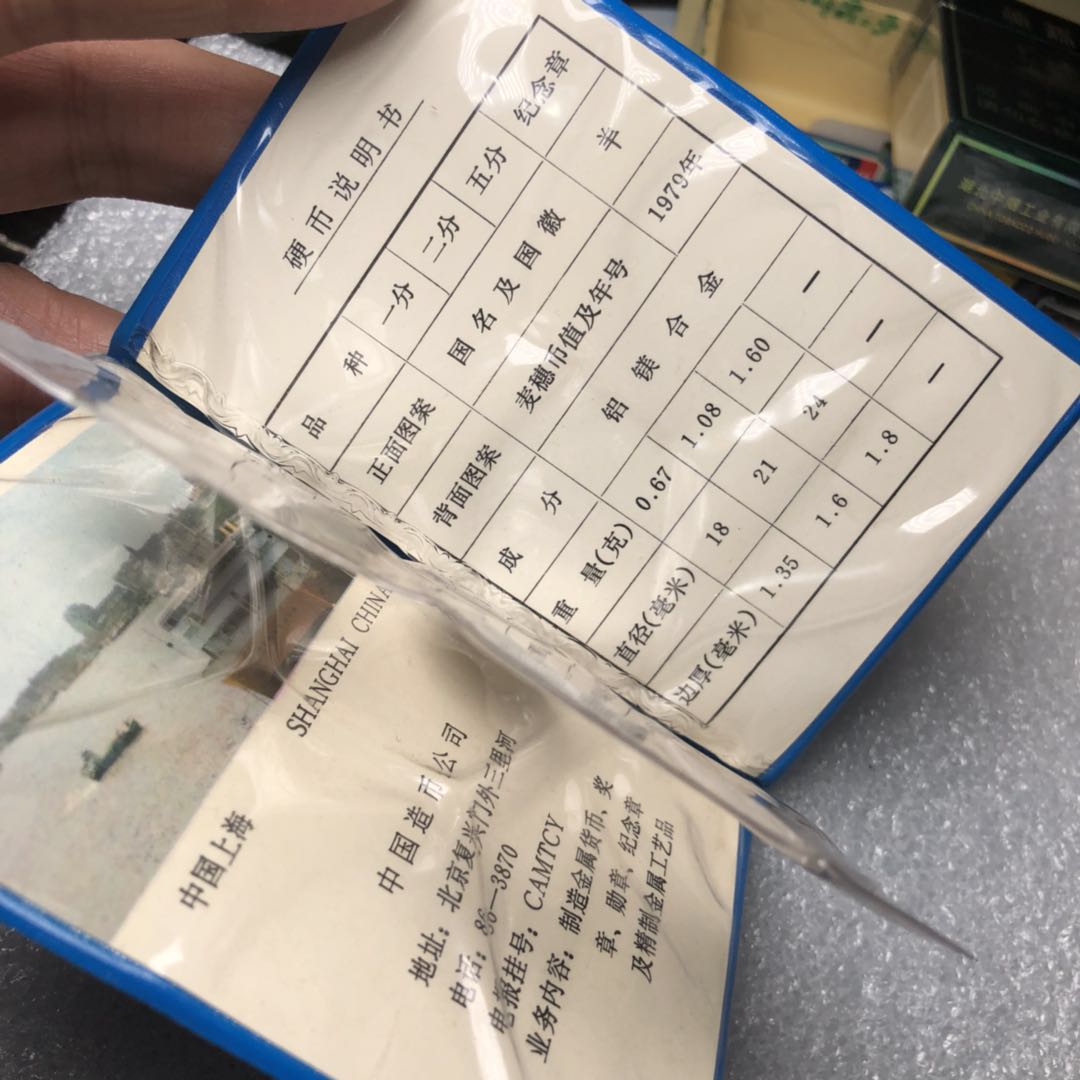 硬币说明书
品种 一分 二分 五分 纪念章
正面图案 国名及国徽 羊
背面图案 麦穗币值及年号 1979年
成分 铝镁合金 —
重量(克) 0.67 1.08 1.60 —
直径(毫米) 18 21 24 —
边厚(毫米) 1.35 1.6 1.8
中国上海
SHANGHAI CHINA
中国造币公司
地址：北京复兴门外三里河
电话：86—3870
电报挂号：CAMTCY
业务内容：制造金属货币、奖
章、勋章、纪念章
及精制金属工艺品